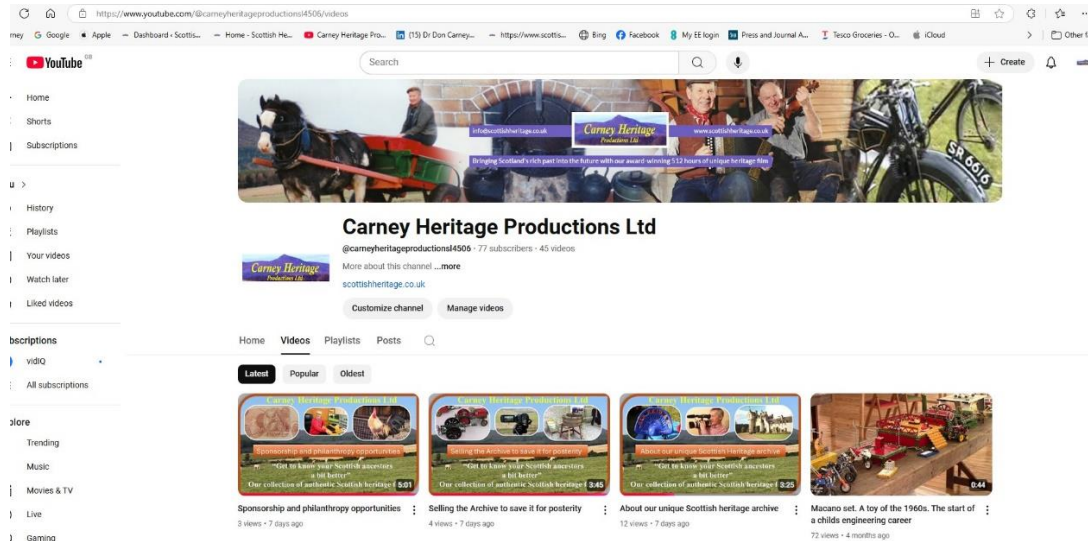 https://www.youtube.com/@carneyheritageproductionsl4506/videos
G Google Apple Dashboard ‹ Scottis... Home - Scottish He... Carney Heritage Pro... (15) Dr Don Carney... https://www.scottis... Bing Facebook My EE login Press and Journal A... Tesco Groceries - O... iCloud
YouTube GB
Search
+ Create
Home
Shorts
Subscriptions
History
Playlists
Your videos
Watch later
Liked videos
vidIQ
All subscriptions
Trending
Music
Movies & TV
Live
Gaming
info@scottishheritage.co.uk
Carney Heritage
Productions Ltd
www.scottishheritage.co.uk
Bringing Scotland's rich past into the future with our award-winning 512 hours of unique heritage film
SR 6616
Carney Heritage
Productions Ltd
Carney Heritage Productions Ltd
@carneyheritageproductionsl4506 · 77 subscribers · 45 videos
More about this channel ...more
scottishheritage.co.uk
Customize channel Manage videos
Home Videos Playlists Posts
Latest Popular Oldest
Carney Heritage Productions Ltd
Sponsorship and philanthropy opportunities
"Get to know your Scottish ancestors
a bit better"
Our collection of authentic Scottish heritage f
5:01
Sponsorship and philanthropy opportunities
3 views • 7 days ago
Carney Heritage Productions Ltd
Selling the Archive to save it for posterity
"Get to know your Scottish ancestors
a bit better"
Our collection of authentic Scottish heritage f
3:45
Selling the Archive to save it for posterity
4 views • 7 days ago
Carney Heritage Productions Ltd
About our unique Scottish Heritage archive
"Get to know your Scottish ancestors
a bit better"
Our collection of authentic Scottish heritage f
3:25
About our unique Scottish heritage archive
12 views • 7 days ago
0:44
Macano set. A toy of the 1960s. The start of
a childs engineering career
72 views • 4 months ago